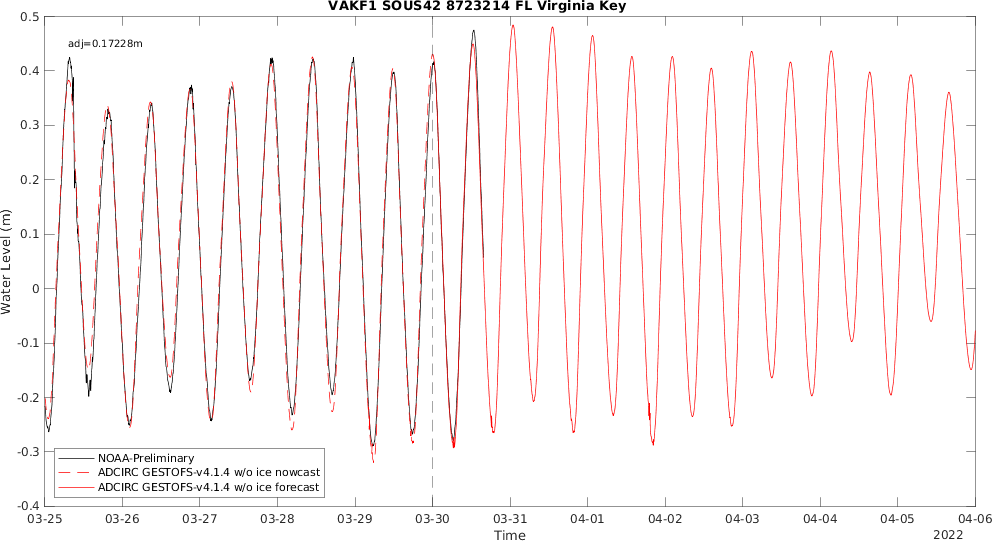 VAKF1 SOUS42 8723214 FL Virginia Key
adj=0.17228m
0.5
0.4
0.3
0.2
0.1
0
-0.1
-0.2
-0.3
-0.4
Water Level (m)
NOAA-Preliminary
ADCIRC GESTOFS-v4.1.4 w/o ice nowcast
ADCIRC GESTOFS-v4.1.4 w/o ice forecast
03-25 03-26 03-27 03-28 03-29 03-30 03-31 04-01 04-02 04-03 04-04 04-05 04-06
Time
2022